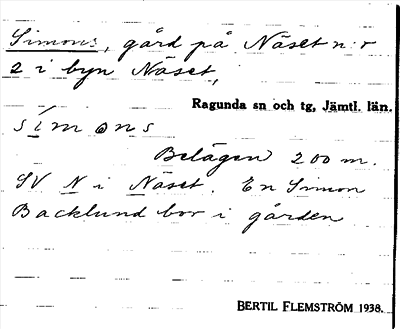 Simons, gård på Näset n:r
2 i byn Näset,
Ragunda sn och tg, Jämtl. län.
símons
Belägen 200 m.
SV N i Näset. En Simon
Backlund bor i gården
BERTIL FLEMSTRÖM 1938.